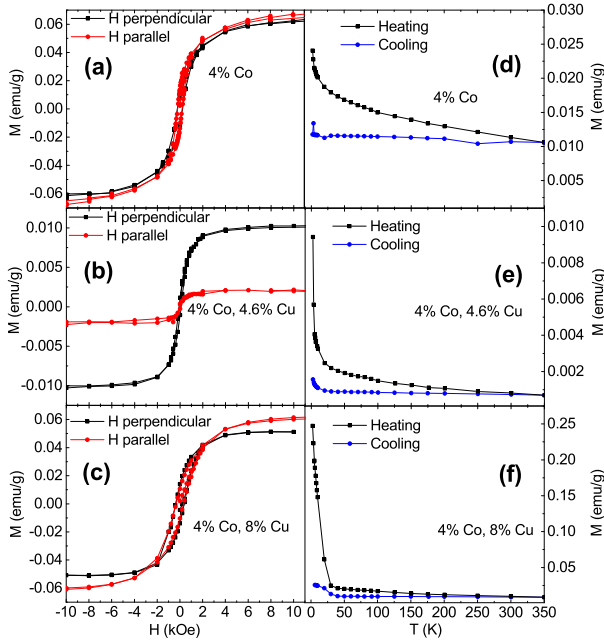 H perpendicular
H parallel
(a)
4% Co
M (emu/g)
0.06
0.04
0.02
0.00
-0.02
-0.04
-0.06
Heating
Cooling
(d)
4% Co
M (emu/g)
0.030
0.025
0.020
0.015
0.010
0.005
0.000
H perpendicular
H parallel
(b)
4% Co, 4.6% Cu
M (emu/g)
0.010
0.005
0.000
-0.005
-0.010
Heating
Cooling
(e)
4% Co, 4.6% Cu
M (emu/g)
0.010
0.008
0.006
0.004
0.002
H perpendicular
H parallel
(c)
4% Co, 8% Cu
M (emu/g)
0.06
0.04
0.02
0.00
-0.02
-0.04
-0.06
-10 -8 -6 -4 -2 0 2 4 6 8 10
H (kOe)
Heating
Cooling
(f)
4% Co, 8% Cu
M (emu/g)
0.25
0.20
0.15
0.10
0.05
0 50 100 150 200 250 300 350
T (K)